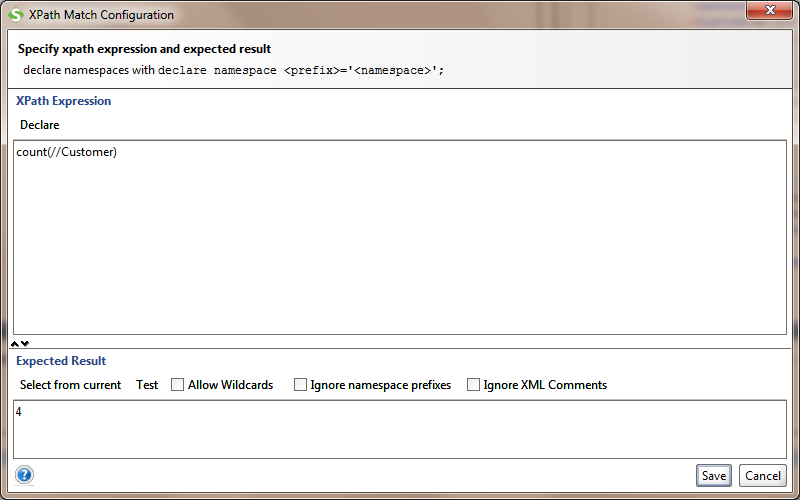 XPath Match Configuration
Specify xpath expression and expected result
declare namespaces with declare namespace <prefix>='<namespace>';
XPath Expression
Declare
count(//Customer)
Expected Result
Select from current Test Allow Wildcards Ignore namespace prefixes Ignore XML Comments
4
? Save Cancel